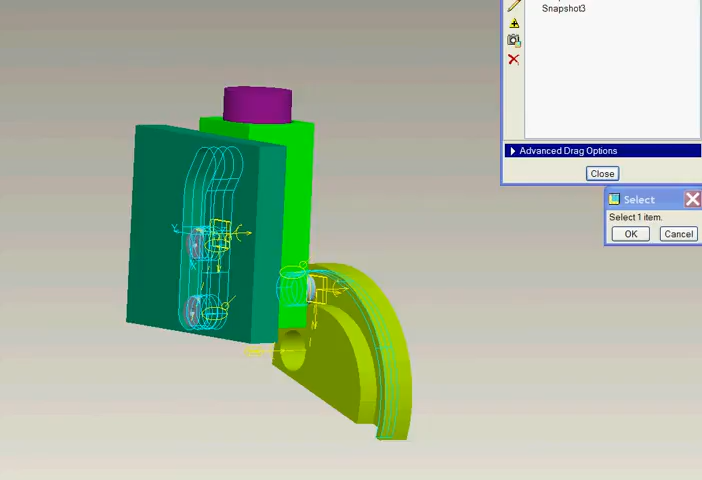 Snapshot3
Advanced Drag Options
Close
Select
Select 1 item.
OK
Cancel